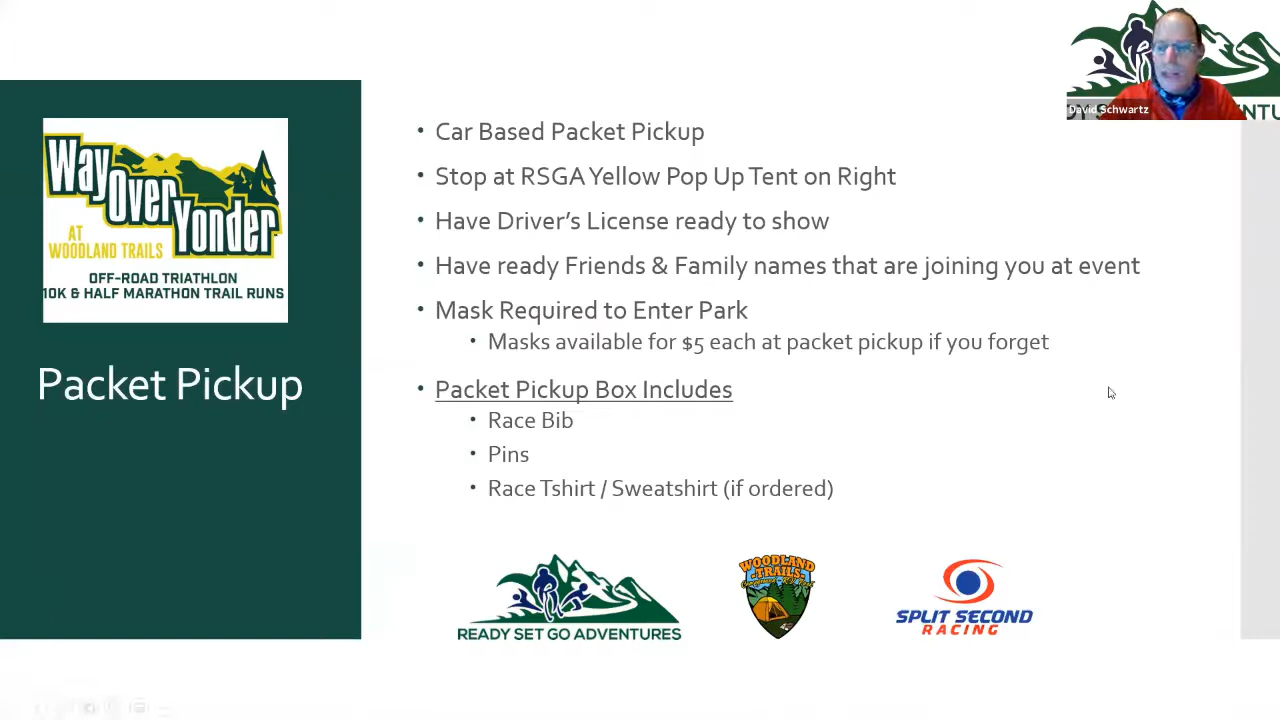 David Schwartz
Way
Over
Yonder
AT
WOODLAND TRAILS
OFF-ROAD TRIATHLON
10K & HALF MARATHON TRAIL RUNS
Packet Pickup
• Car Based Packet Pickup
• Stop at RSGA Yellow Pop Up Tent on Right
• Have Driver’s License ready to show
• Have ready Friends & Family names that are joining you at event
• Mask Required to Enter Park
• Masks available for $5 each at packet pickup if you forget
• Packet Pickup Box Includes
• Race Bib
• Pins
• Race Tshirt / Sweatshirt (if ordered)
READY SET GO ADVENTURES
WOODLAND
TRAILS
SPLIT SECOND
RACING